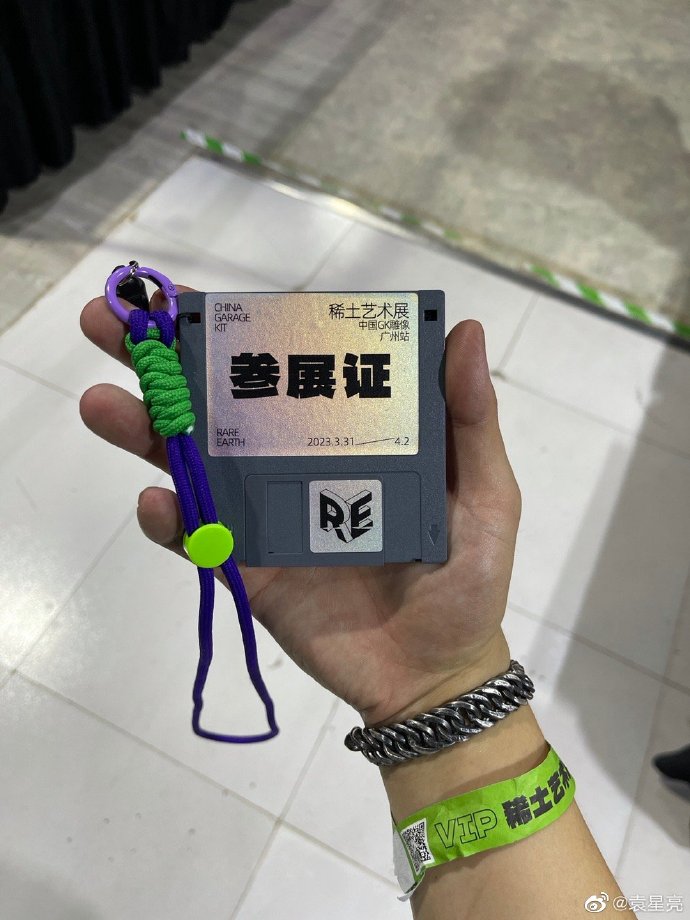 CHINA
GARAGE
KIT
稀土艺术展
中国GK雕像
广州站
参展证
RARE
EARTH
2023.3.31
4.2
RE
VIP 稀土艺术
@袁星亮